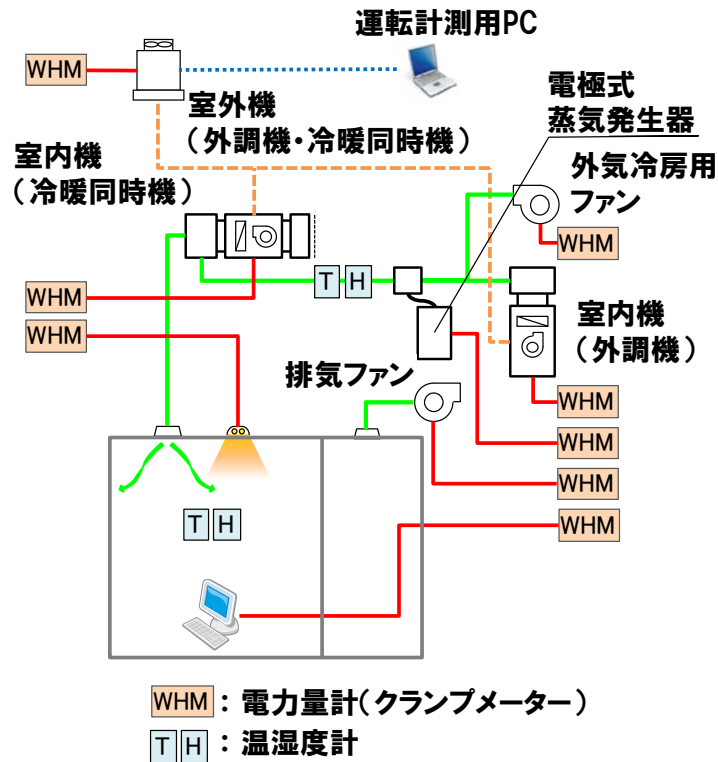 運転計測用PC
WHM
電極式
蒸気発生器
室外機
(外調機・冷暖同時機)
室内機
(冷暖同時機)
外気冷房用
ファン
WHM
T H
WHM
WHM
室内機
(外調機)
排気ファン
WHM
WHM
WHM
WHM
T H
WHM : 電力量計(クランプメーター)
T H : 温湿度計